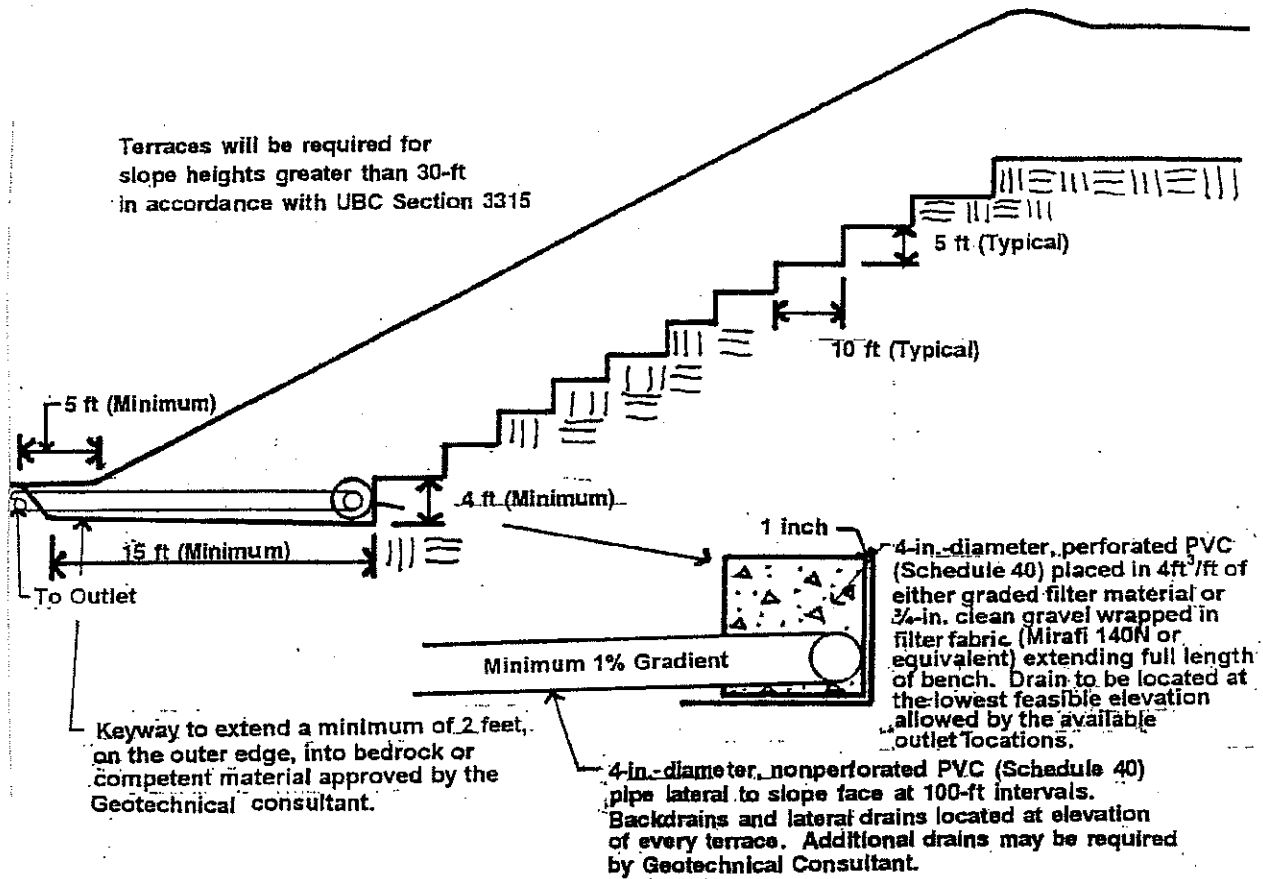 Terraces will be required for
slope heights greater than 30-ft
in accordance with UBC Section 3315
5 ft (Typical)
10 ft (Typical)
5 ft (Minimum)
4 ft (Minimum)
15 ft (Minimum)
To Outlet
1 inch
4-in.-diameter, perforated PVC
(Schedule 40) placed in 4ft³/ft of
either graded filter material or
¾-in. clean gravel wrapped in
filter fabric (Mirafi 140N or
equivalent) extending full length
of bench. Drain to be located at
the lowest feasible elevation
allowed by the available
outlet locations.
Minimum 1% Gradient
Keyway to extend a minimum of 2 feet,
on the outer edge, into bedrock or
competent material approved by the
Geotechnical consultant.
4-in.-diameter, nonperforated PVC (Schedule 40)
pipe lateral to slope face at 100-ft intervals.
Backdrains and lateral drains located at elevation
of every terrace. Additional drains may be required
by Geotechnical Consultant.